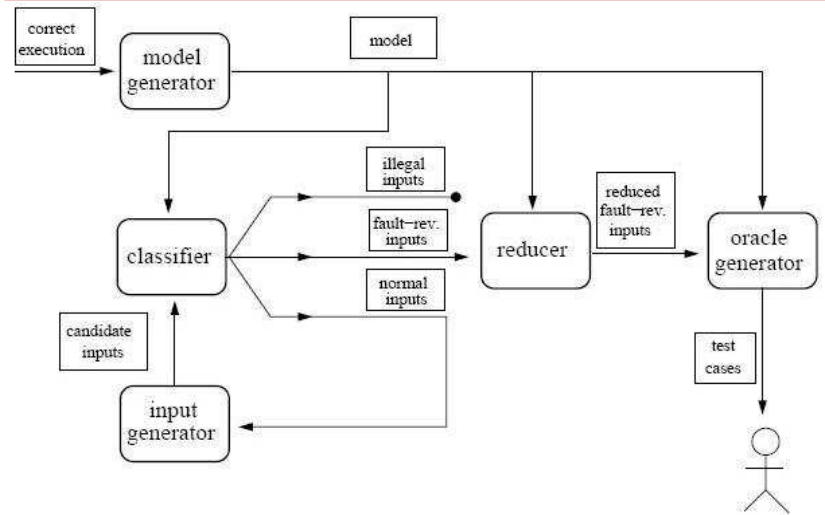 correct
execution
model
generator
model
illegal
inputs
fault-rev.
inputs
normal
inputs
classifier
reducer
reduced
fault-rev.
inputs
oracle
generator
candidate
inputs
input
generator
test
cases